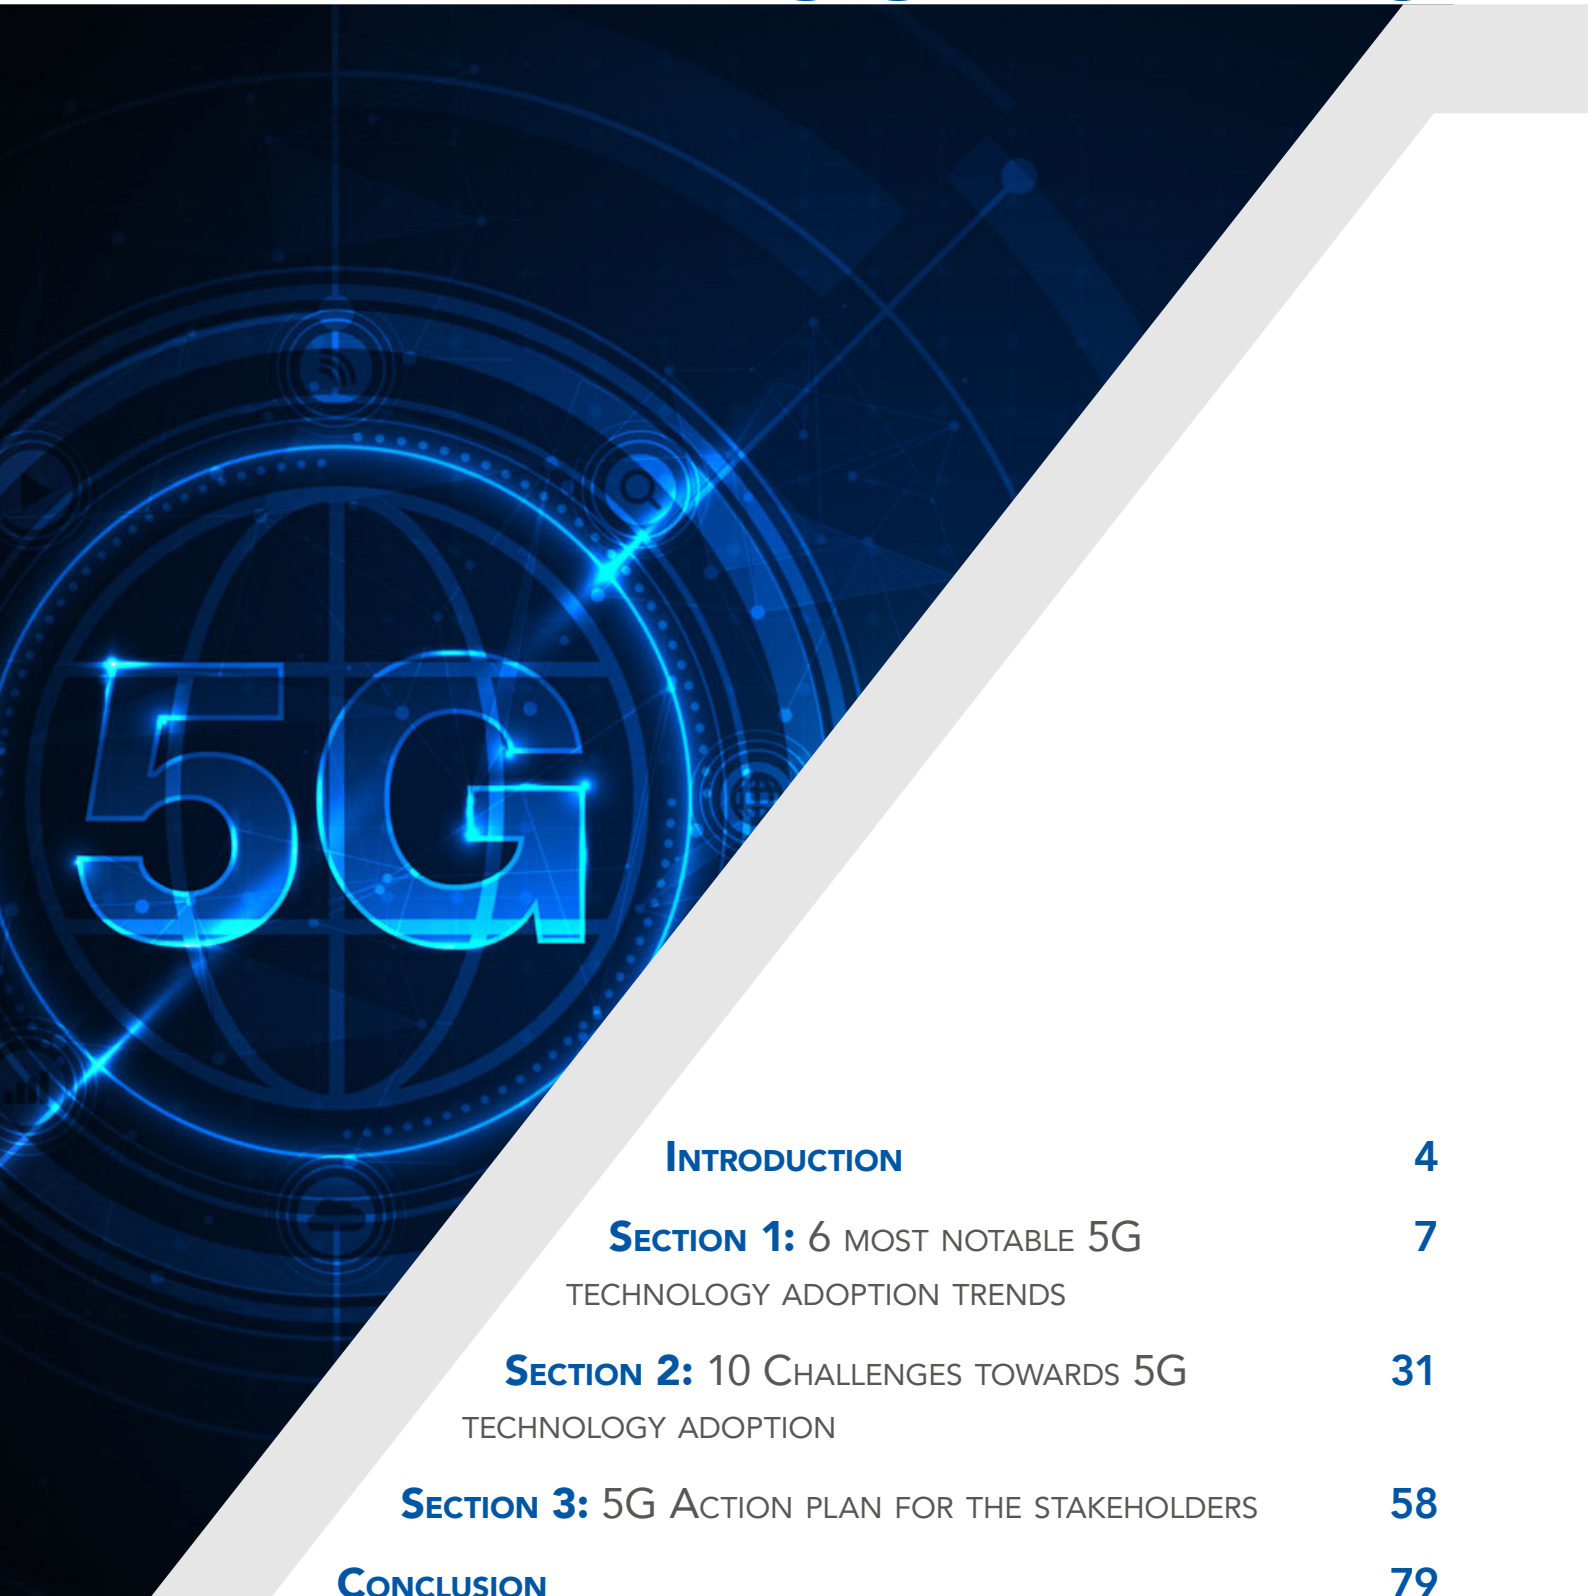 5G
Introduction 4
Section 1: 6 most notable 5G 7
technology adoption trends
Section 2: 10 Challenges towards 5G 31
technology adoption
Section 3: 5G Action plan for the stakeholders 58
Conclusion 79